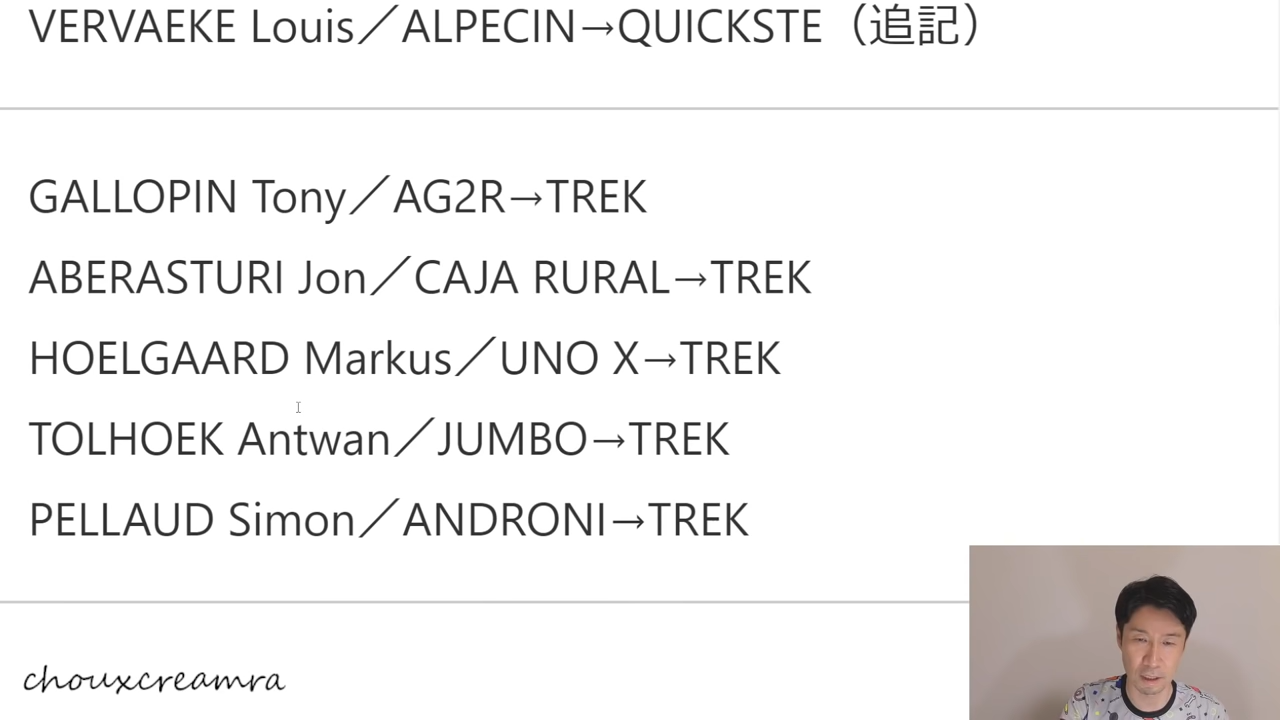 VERVAEKE Louis／ALPECIN→QUICKSTE（追記）
GALLOPIN Tony／AG2R→TREK
ABERASTURI Jon／CAJA RURAL→TREK
HOELGAARD Markus／UNO X→TREK
TOLHOEK Antwan／JUMBO→TREK
PELLAUD Simon／ANDRONI→TREK
chouxcreamra